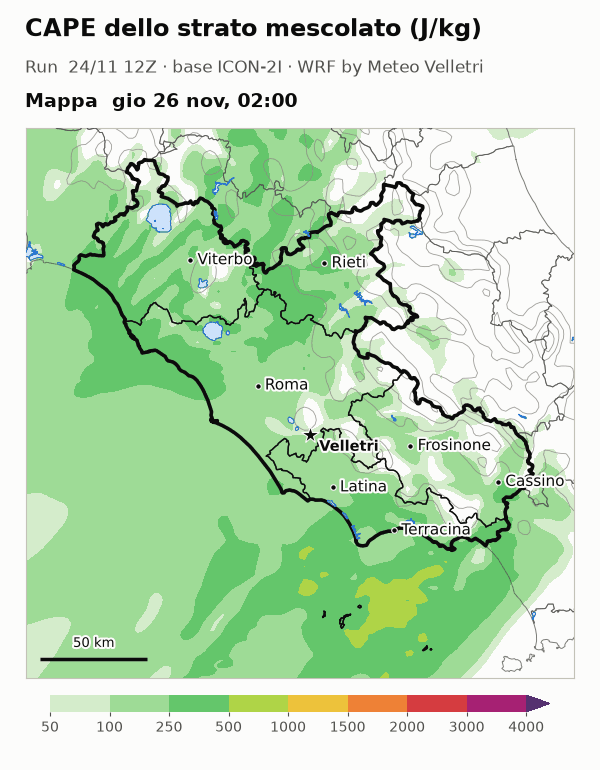 CAPE dello strato mescolato (J/kg)
Run  24/11 12Z · base ICON-2I · WRF by Meteo Velletri
Mappa  gio 26 nov, 02:00
Viterbo
Rieti
Roma
Velletri
Frosinone
Cassino
Latina
Terracina
50 km
50 100 250 500 1000 1500 2000 3000 4000